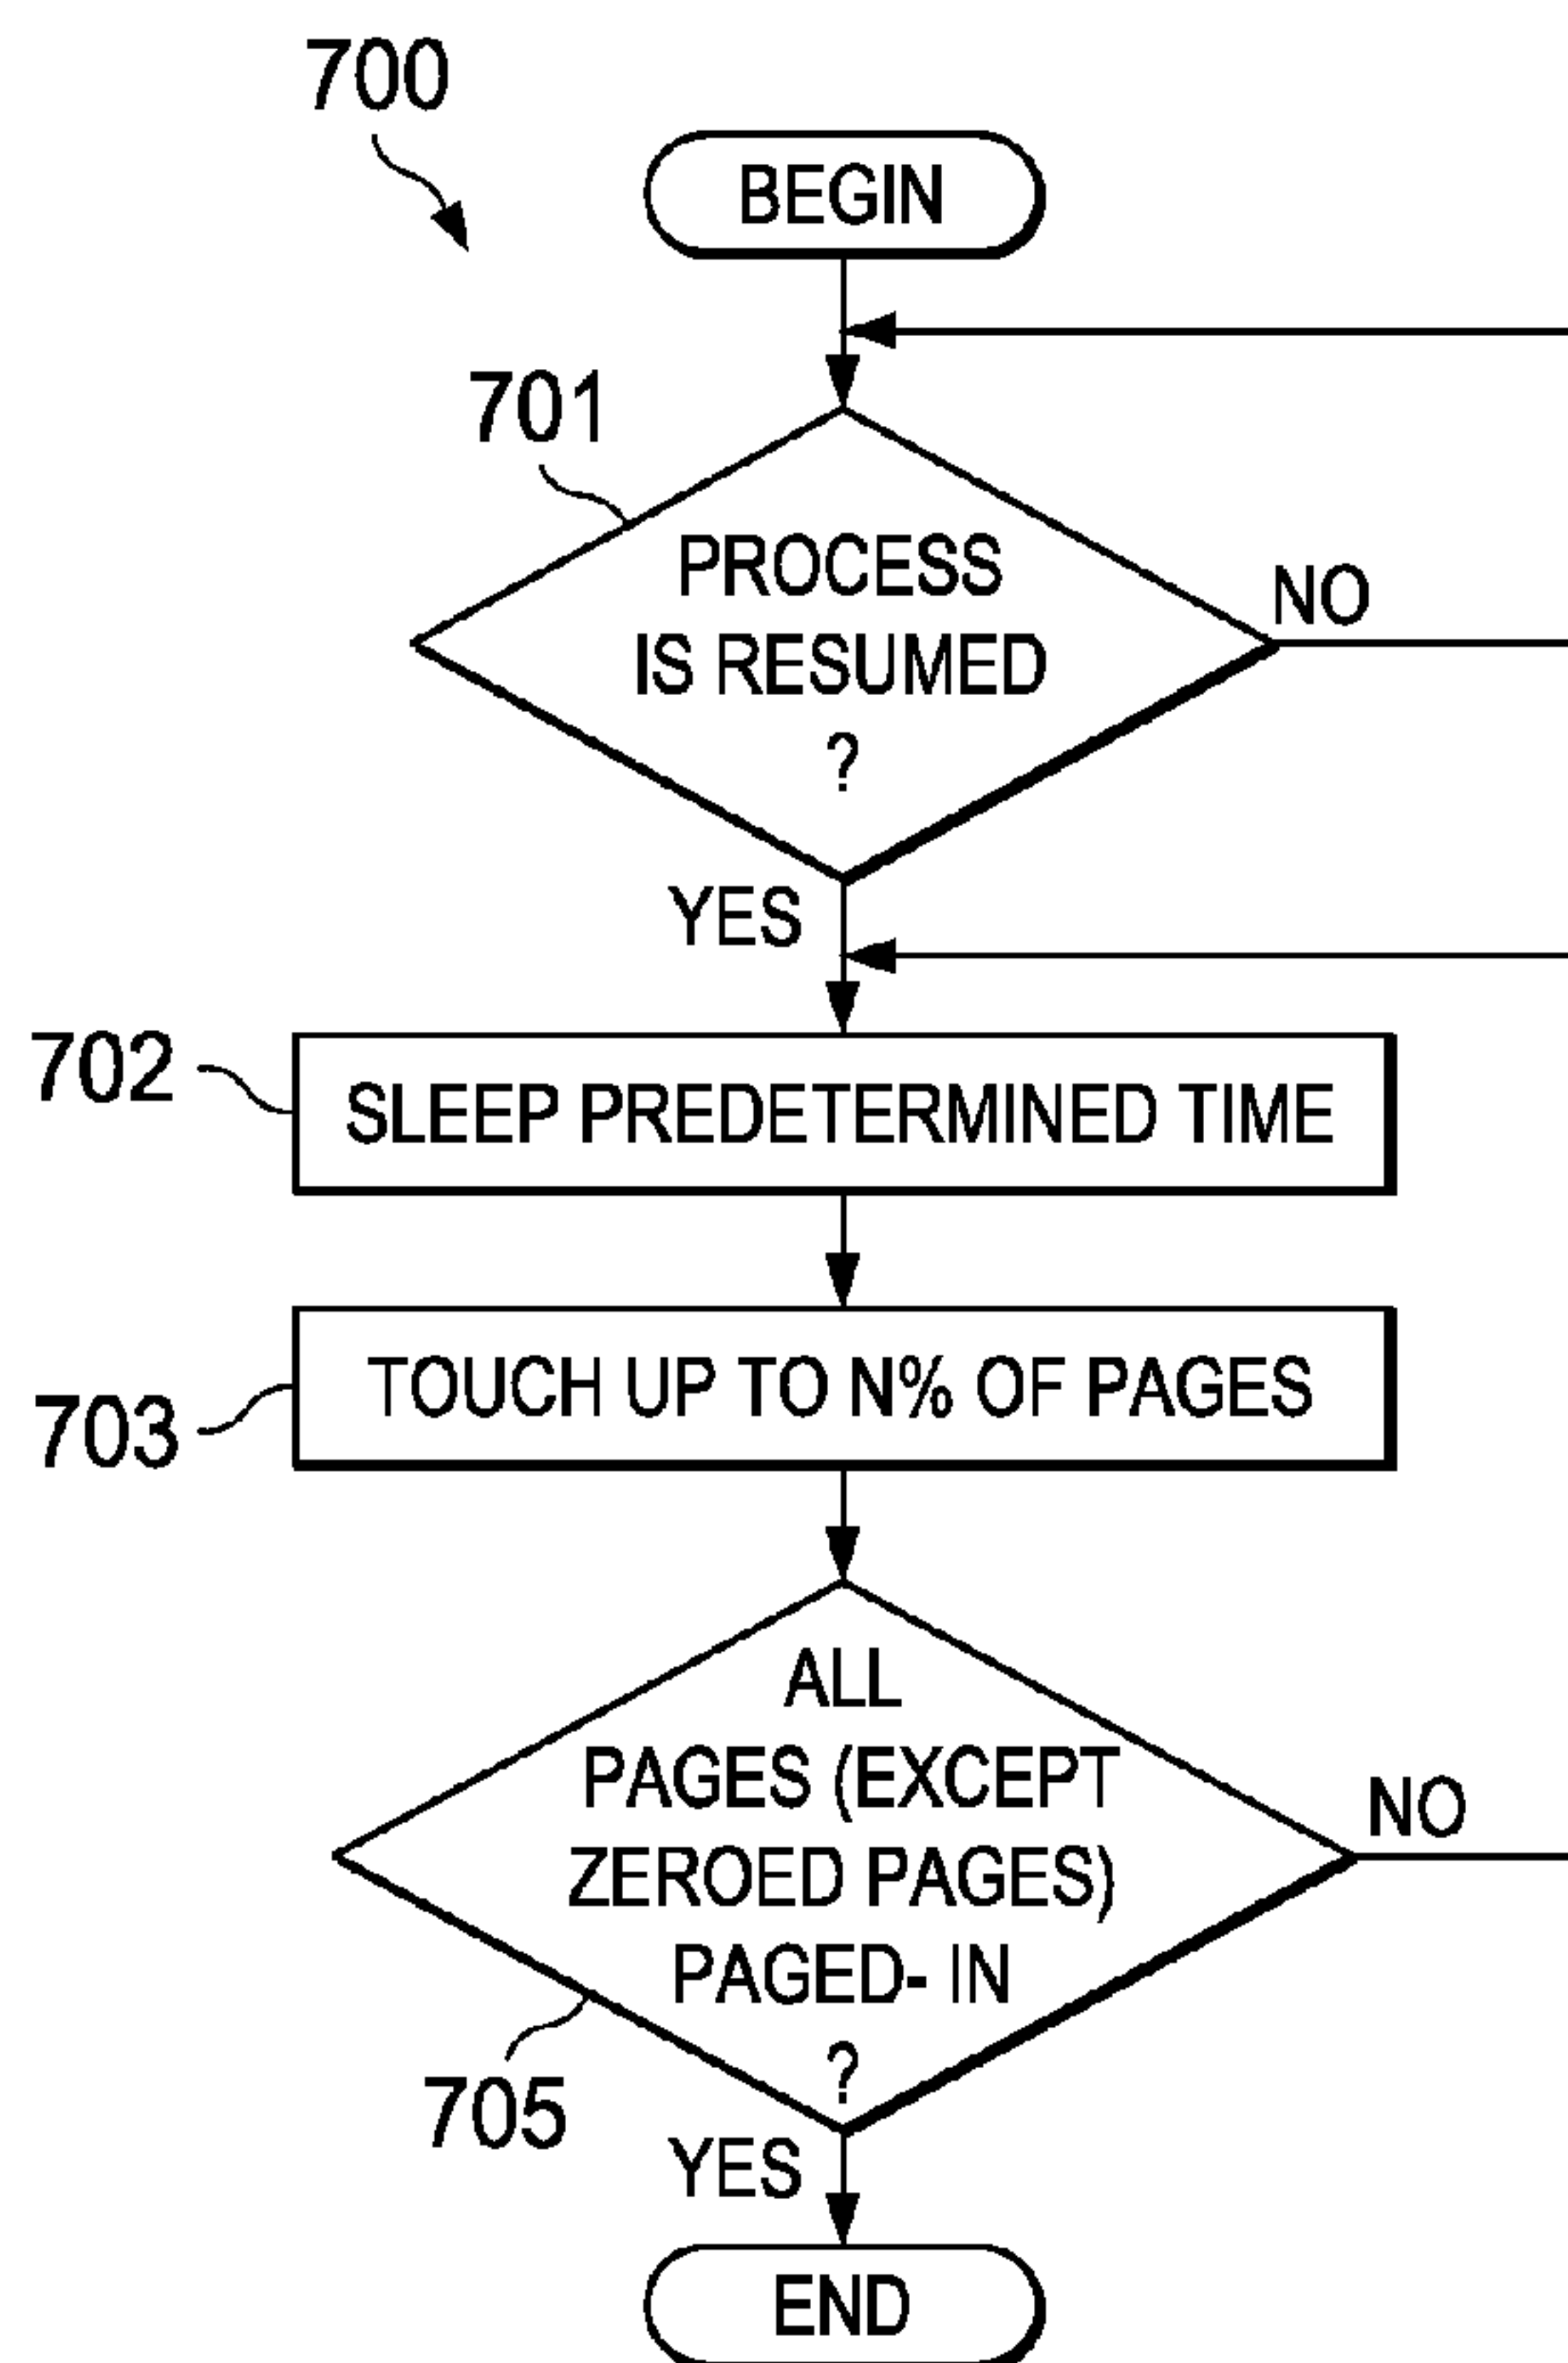 700
BEGIN
701
PROCESS
IS RESUMED
?
NO
YES
702
SLEEP PREDETERMINED TIME
TOUCH UP TO N% OF PAGES
703
ALL
PAGES (EXCEPT
ZEROED PAGES)
PAGED- IN
?
NO
705
YES
END